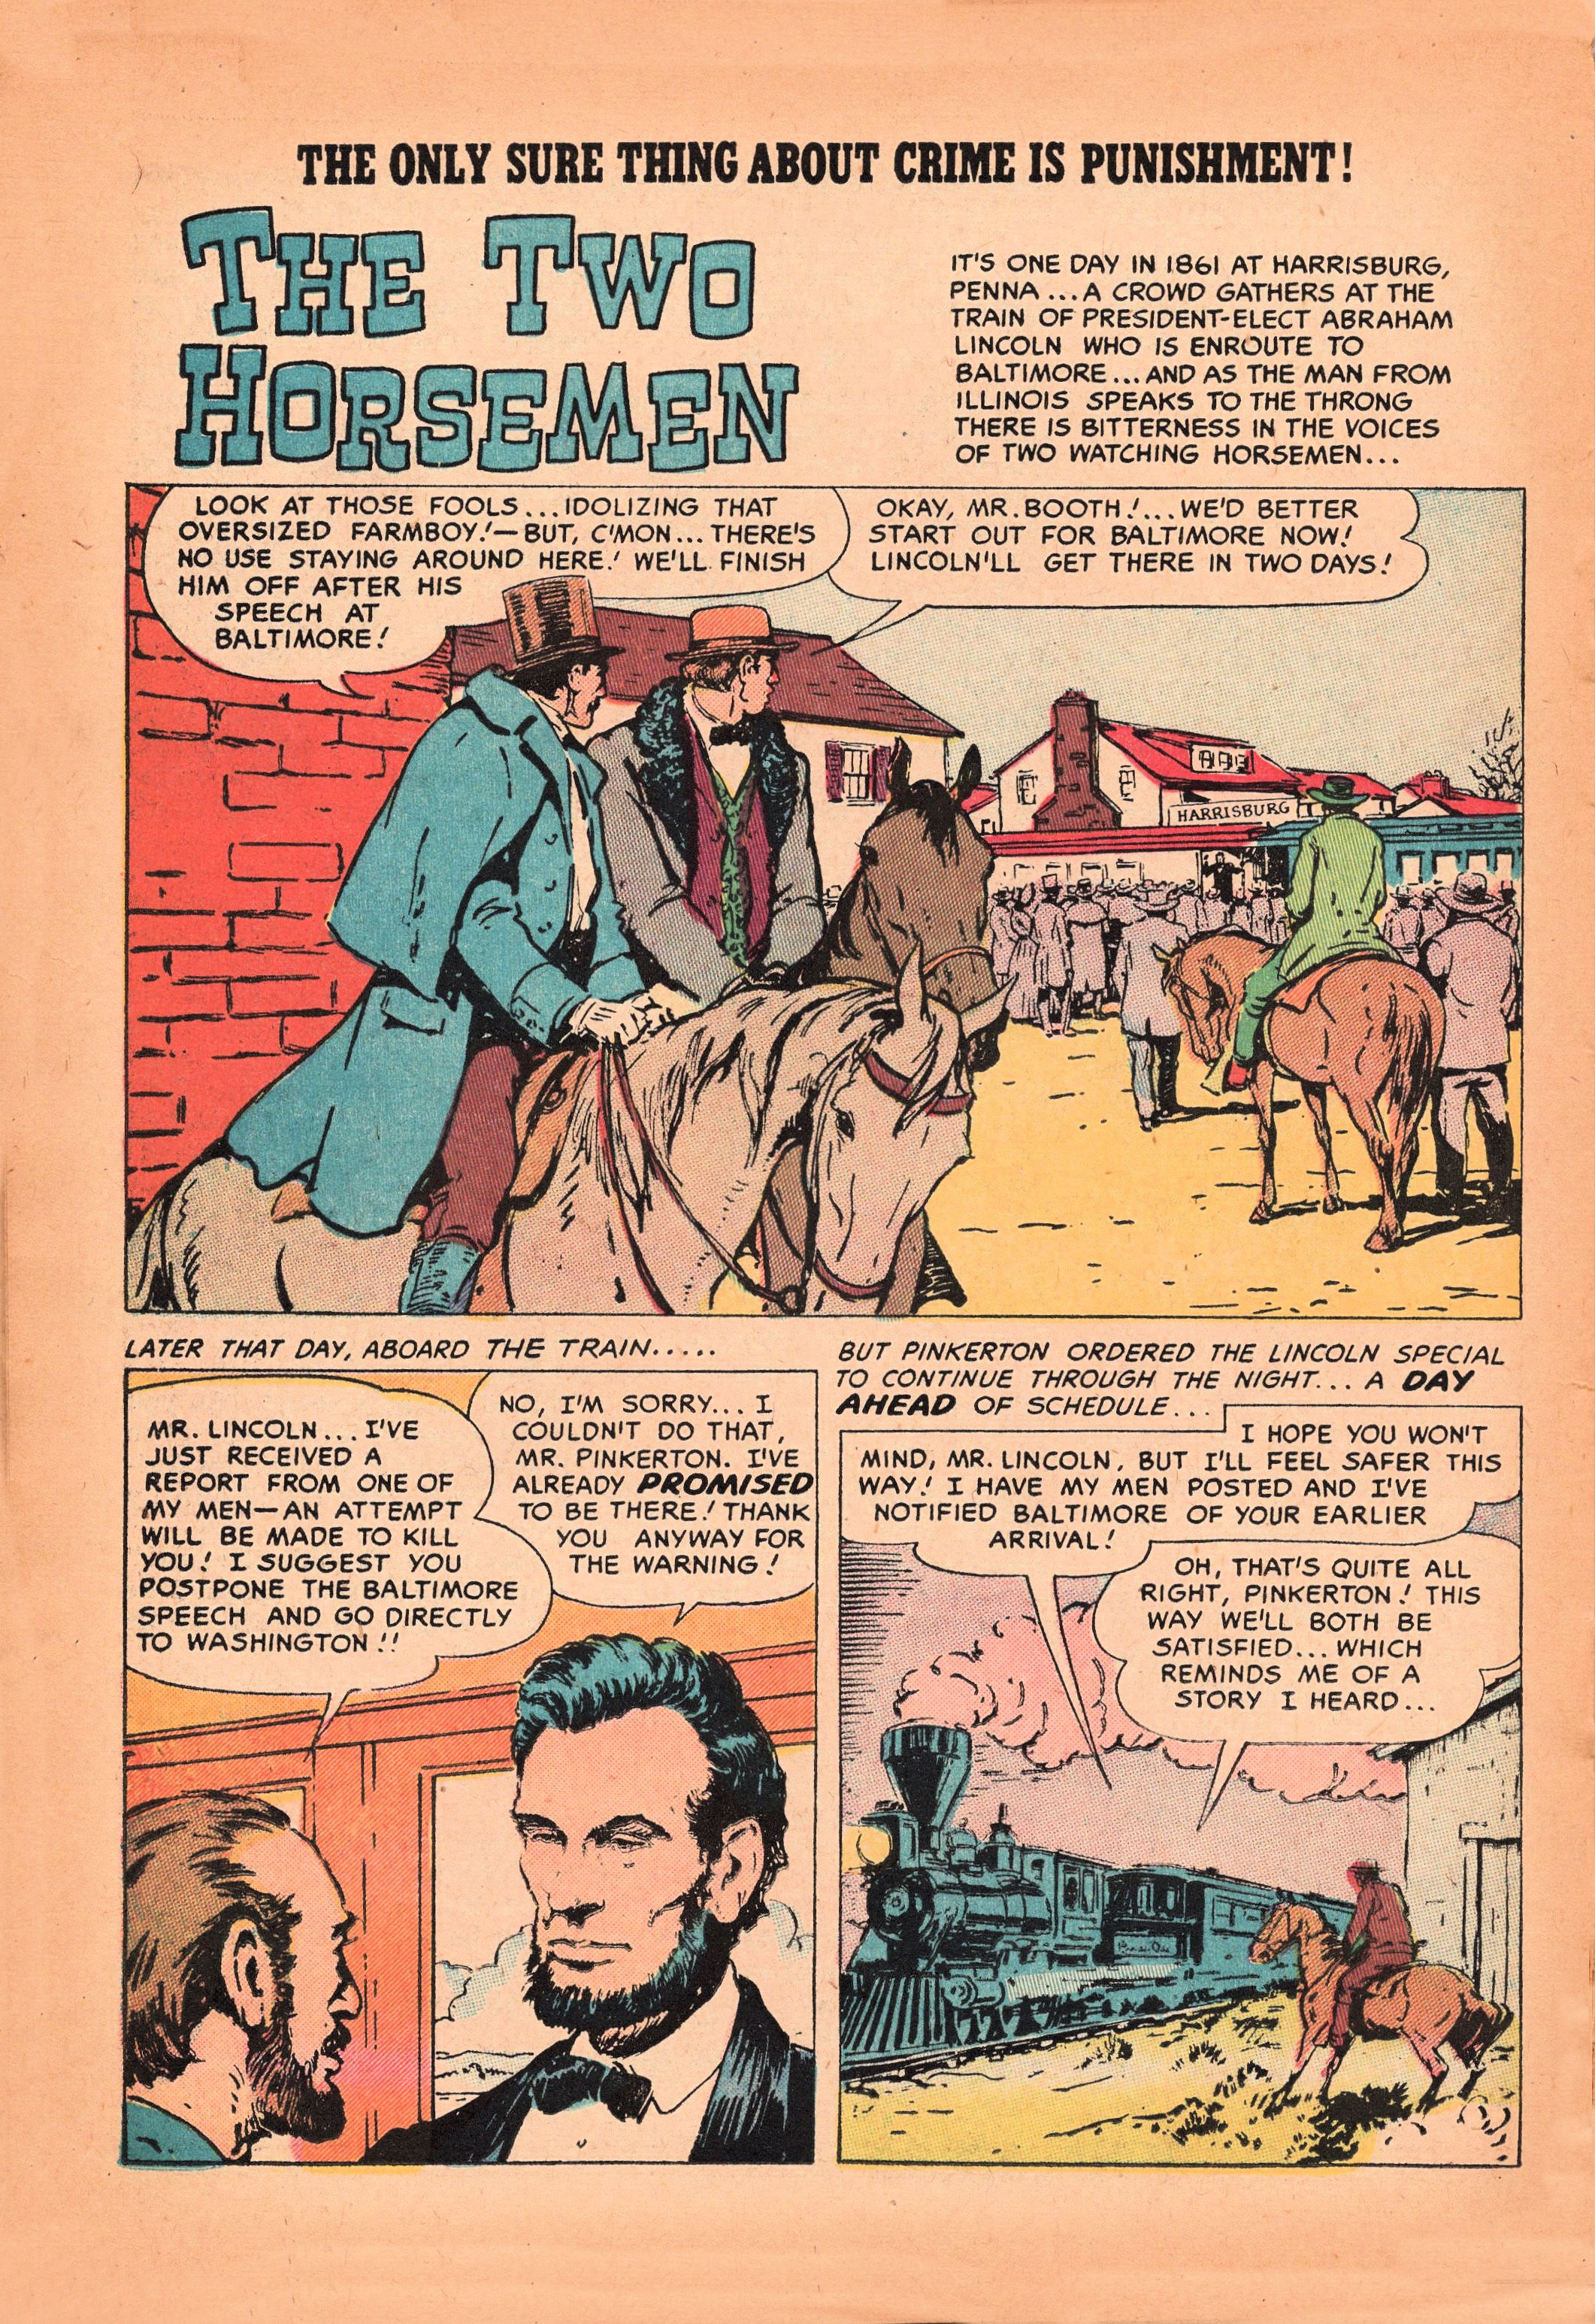 THE ONLY SURE THING ABOUT CRIME IS PUNISHMENT!
THE TWO
HORSEMEN
IT'S ONE DAY IN 1861 AT HARRISBURG,
PENNA...A CROWD GATHERS AT THE
TRAIN OF PRESIDENT-ELECT ABRAHAM
LINCOLN WHO IS ENROUTE TO
BALTIMORE...AND AS THE MAN FROM
ILLINOIS SPEAKS TO THE THRONG
THERE IS BITTERNESS IN THE VOICES
OF TWO WATCHING HORSEMEN...
LOOK AT THOSE FOOLS...IDOLIZING THAT
OVERSIZED FARMBOY!—BUT, C'MON...THERE'S
NO USE STAYING AROUND HERE! WE'LL FINISH
HIM OFF AFTER HIS
SPEECH AT
BALTIMORE!
OKAY, MR. BOOTH!...WE'D BETTER
START OUT FOR BALTIMORE NOW!
LINCOLN'LL GET THERE IN TWO DAYS!
HARRISBURG
LATER THAT DAY, ABOARD THE TRAIN.....
MR. LINCOLN...I'VE
JUST RECEIVED A
REPORT FROM ONE OF
MY MEN—AN ATTEMPT
WILL BE MADE TO KILL
YOU! I SUGGEST YOU
POSTPONE THE BALTIMORE
SPEECH AND GO DIRECTLY
TO WASHINGTON!!
NO, I'M SORRY...I
COULDN'T DO THAT,
MR. PINKERTON. I'VE
ALREADY PROMISED
TO BE THERE! THANK
YOU ANYWAY FOR
THE WARNING!
BUT PINKERTON ORDERED THE LINCOLN SPECIAL
TO CONTINUE THROUGH THE NIGHT...A DAY
AHEAD OF SCHEDULE...
I HOPE YOU WON'T
MIND, MR. LINCOLN, BUT I'LL FEEL SAFER THIS
WAY! I HAVE MY MEN POSTED AND I'VE
NOTIFIED BALTIMORE OF YOUR EARLIER
ARRIVAL!
OH, THAT'S QUITE ALL
RIGHT, PINKERTON! THIS
WAY WE'LL BOTH BE
SATISFIED...WHICH
REMINDS ME OF A
STORY I HEARD...